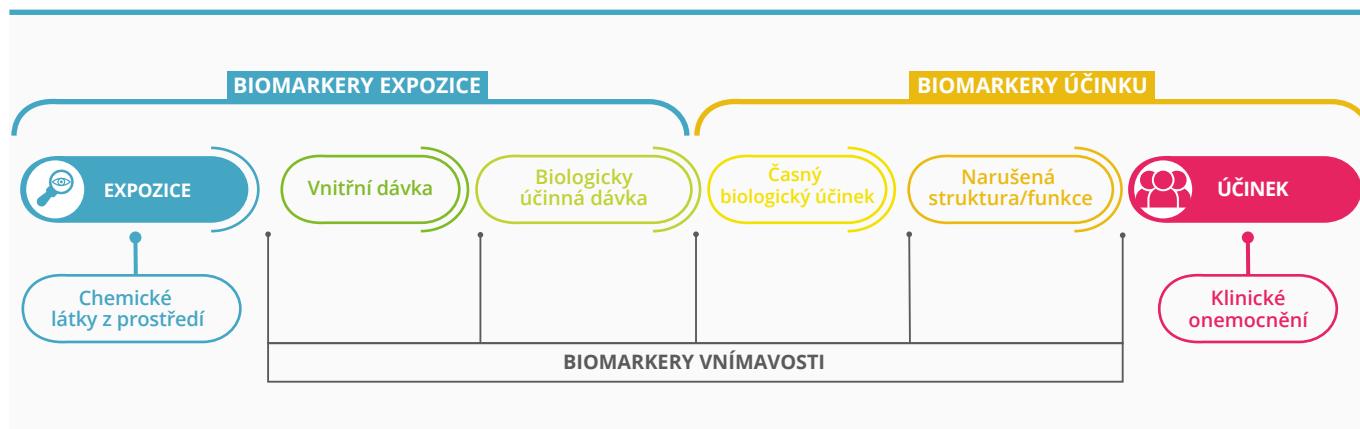 BIOMARKERY EXPOZICE
BIOMARKERY ÚČINKU
EXPOZICE
Vnitřní dávka
Biologicky
účinná dávka
Časný
biologický účinek
Narušená
struktura/funkce
ÚČINEK
Chemické
látky z prostředí
Klinické
onemocnění
BIOMARKERY VNÍMAVOSTI